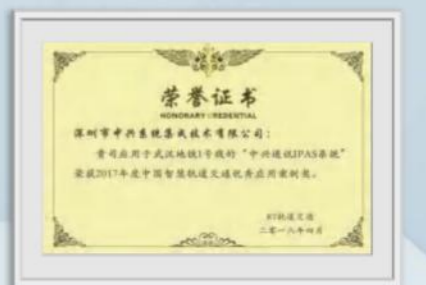 荣誉证书
HONORARY CREDENTIAL
深圳市中兴系统集成技术有限公司:
贵司应用于武汉地铁1号线的“中兴通讯IPAS系统”
荣获2017年度中国智慧轨道交通优秀应用案例奖。
RT轨道交通
二零一八年四月